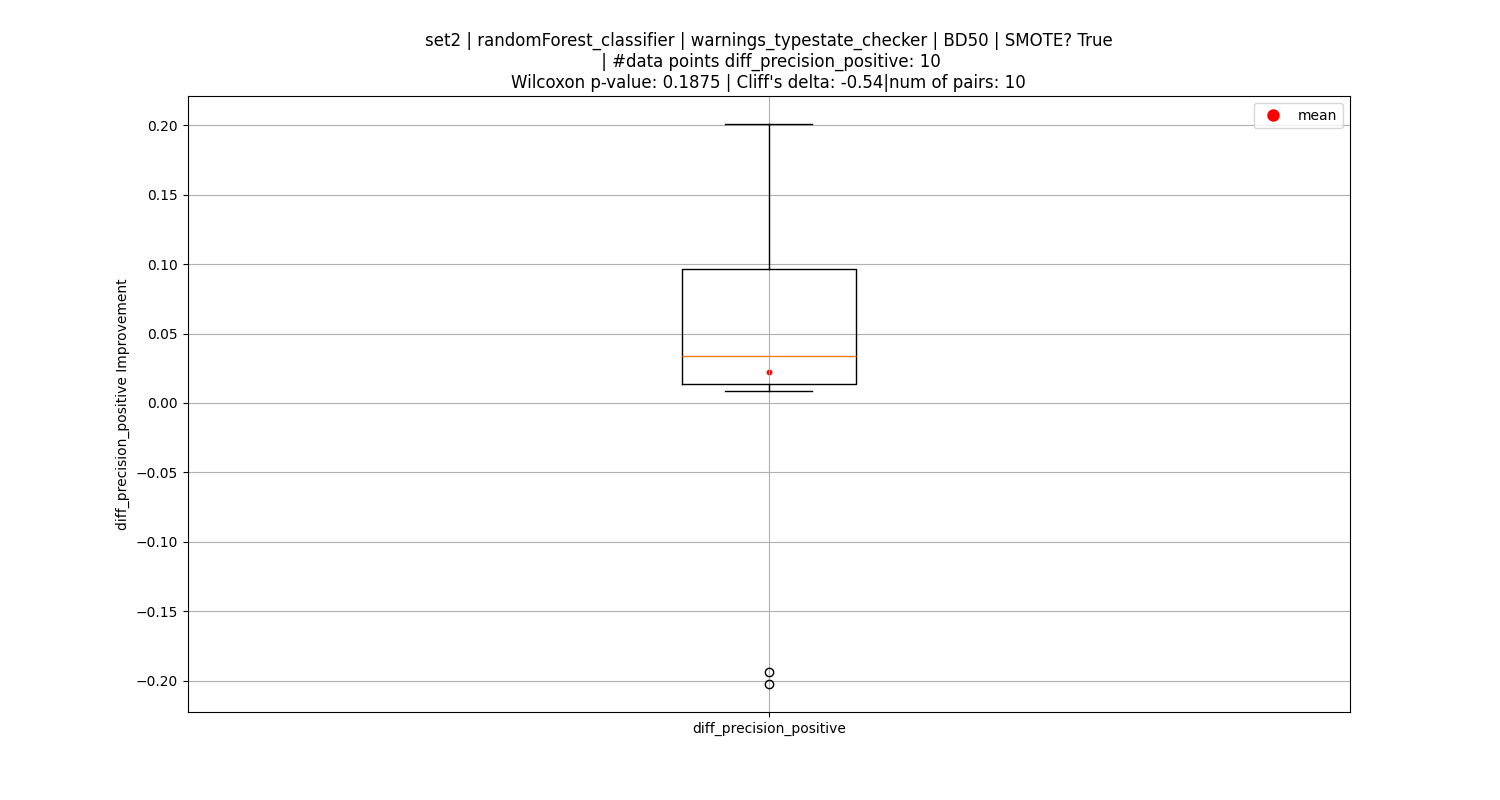 set2 | randomForest_classifier | warnings_typestate_checker | BD50 | SMOTE? True
| #data points diff_precision_positive: 10
Wilcoxon p-value: 0.1875 | Cliff's delta: -0.54|num of pairs: 10
mean
0.20
0.15
0.10
0.05
0.00
−0.05
−0.10
−0.15
−0.20
diff_precision_positive Improvement
diff_precision_positive